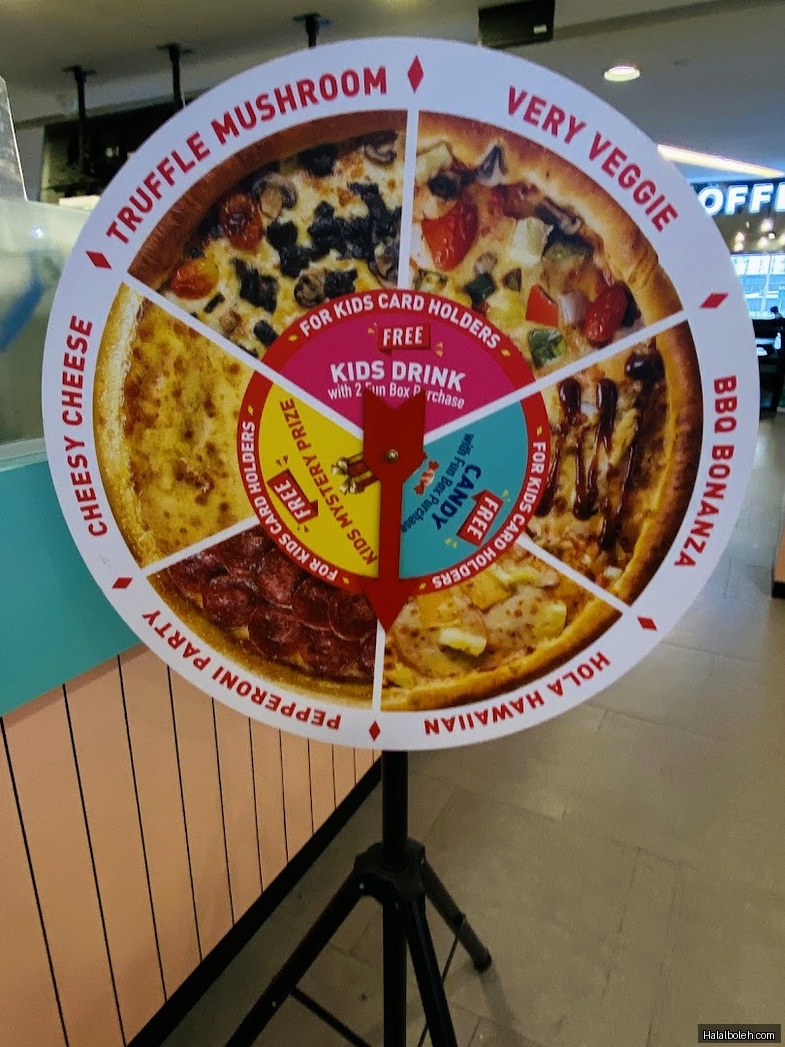 TRUFFLE MUSHROOM
VERY VEGGIE
BBQ BONANZA
HOLA HAWAIIAN
PEPPERONI PARTY
CHEESY CHEESE
FOR KIDS CARD HOLDERS
FREE
KIDS DRINK
with 2 Fun Box Purchase
FOR KIDS CARD HOLDERS
FREE
CANDY
with Fun Box Purchase
FOR KIDS CARD HOLDERS
FREE
KIDS MYSTERY PRIZE
Halalboleh.com